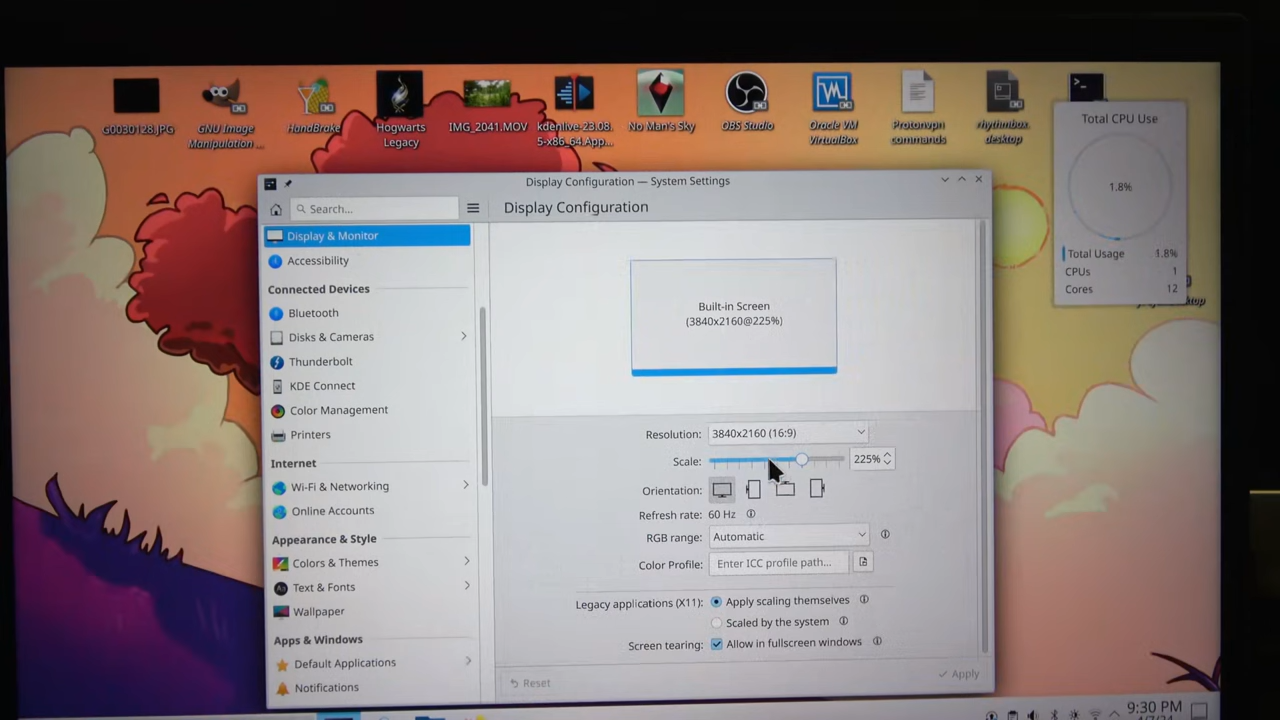 G0030128.JPG
GNU Image
Manipulation ...
HandBrake
Hogwarts
Legacy
IMG_2041.MOV
kdenlive-23.08.
5-x86_64.App...
No Man's Sky
OBS Studio
Oracle VM
VirtualBox
Protonvpn
commands
rhythmbox.
desktop
Total CPU Use
1.8%
Total Usage 1.8%
CPUs 1
Cores 12
Display Configuration — System Settings
Search...
Display Configuration
Display & Monitor
Accessibility
Connected Devices
Bluetooth
Disks & Cameras
Thunderbolt
KDE Connect
Color Management
Printers
Internet
Wi-Fi & Networking
Online Accounts
Appearance & Style
Colors & Themes
Text & Fonts
Wallpaper
Apps & Windows
Default Applications
Notifications
Built-in Screen
(3840x2160@225%)
Resolution: 3840x2160 (16:9)
Scale: 225%
Orientation:
Refresh rate: 60 Hz
RGB range: Automatic
Color Profile: Enter ICC profile path...
Legacy applications (X11): Apply scaling themselves
Scaled by the system
Screen tearing: Allow in fullscreen windows
Reset
Apply
9:30 PM